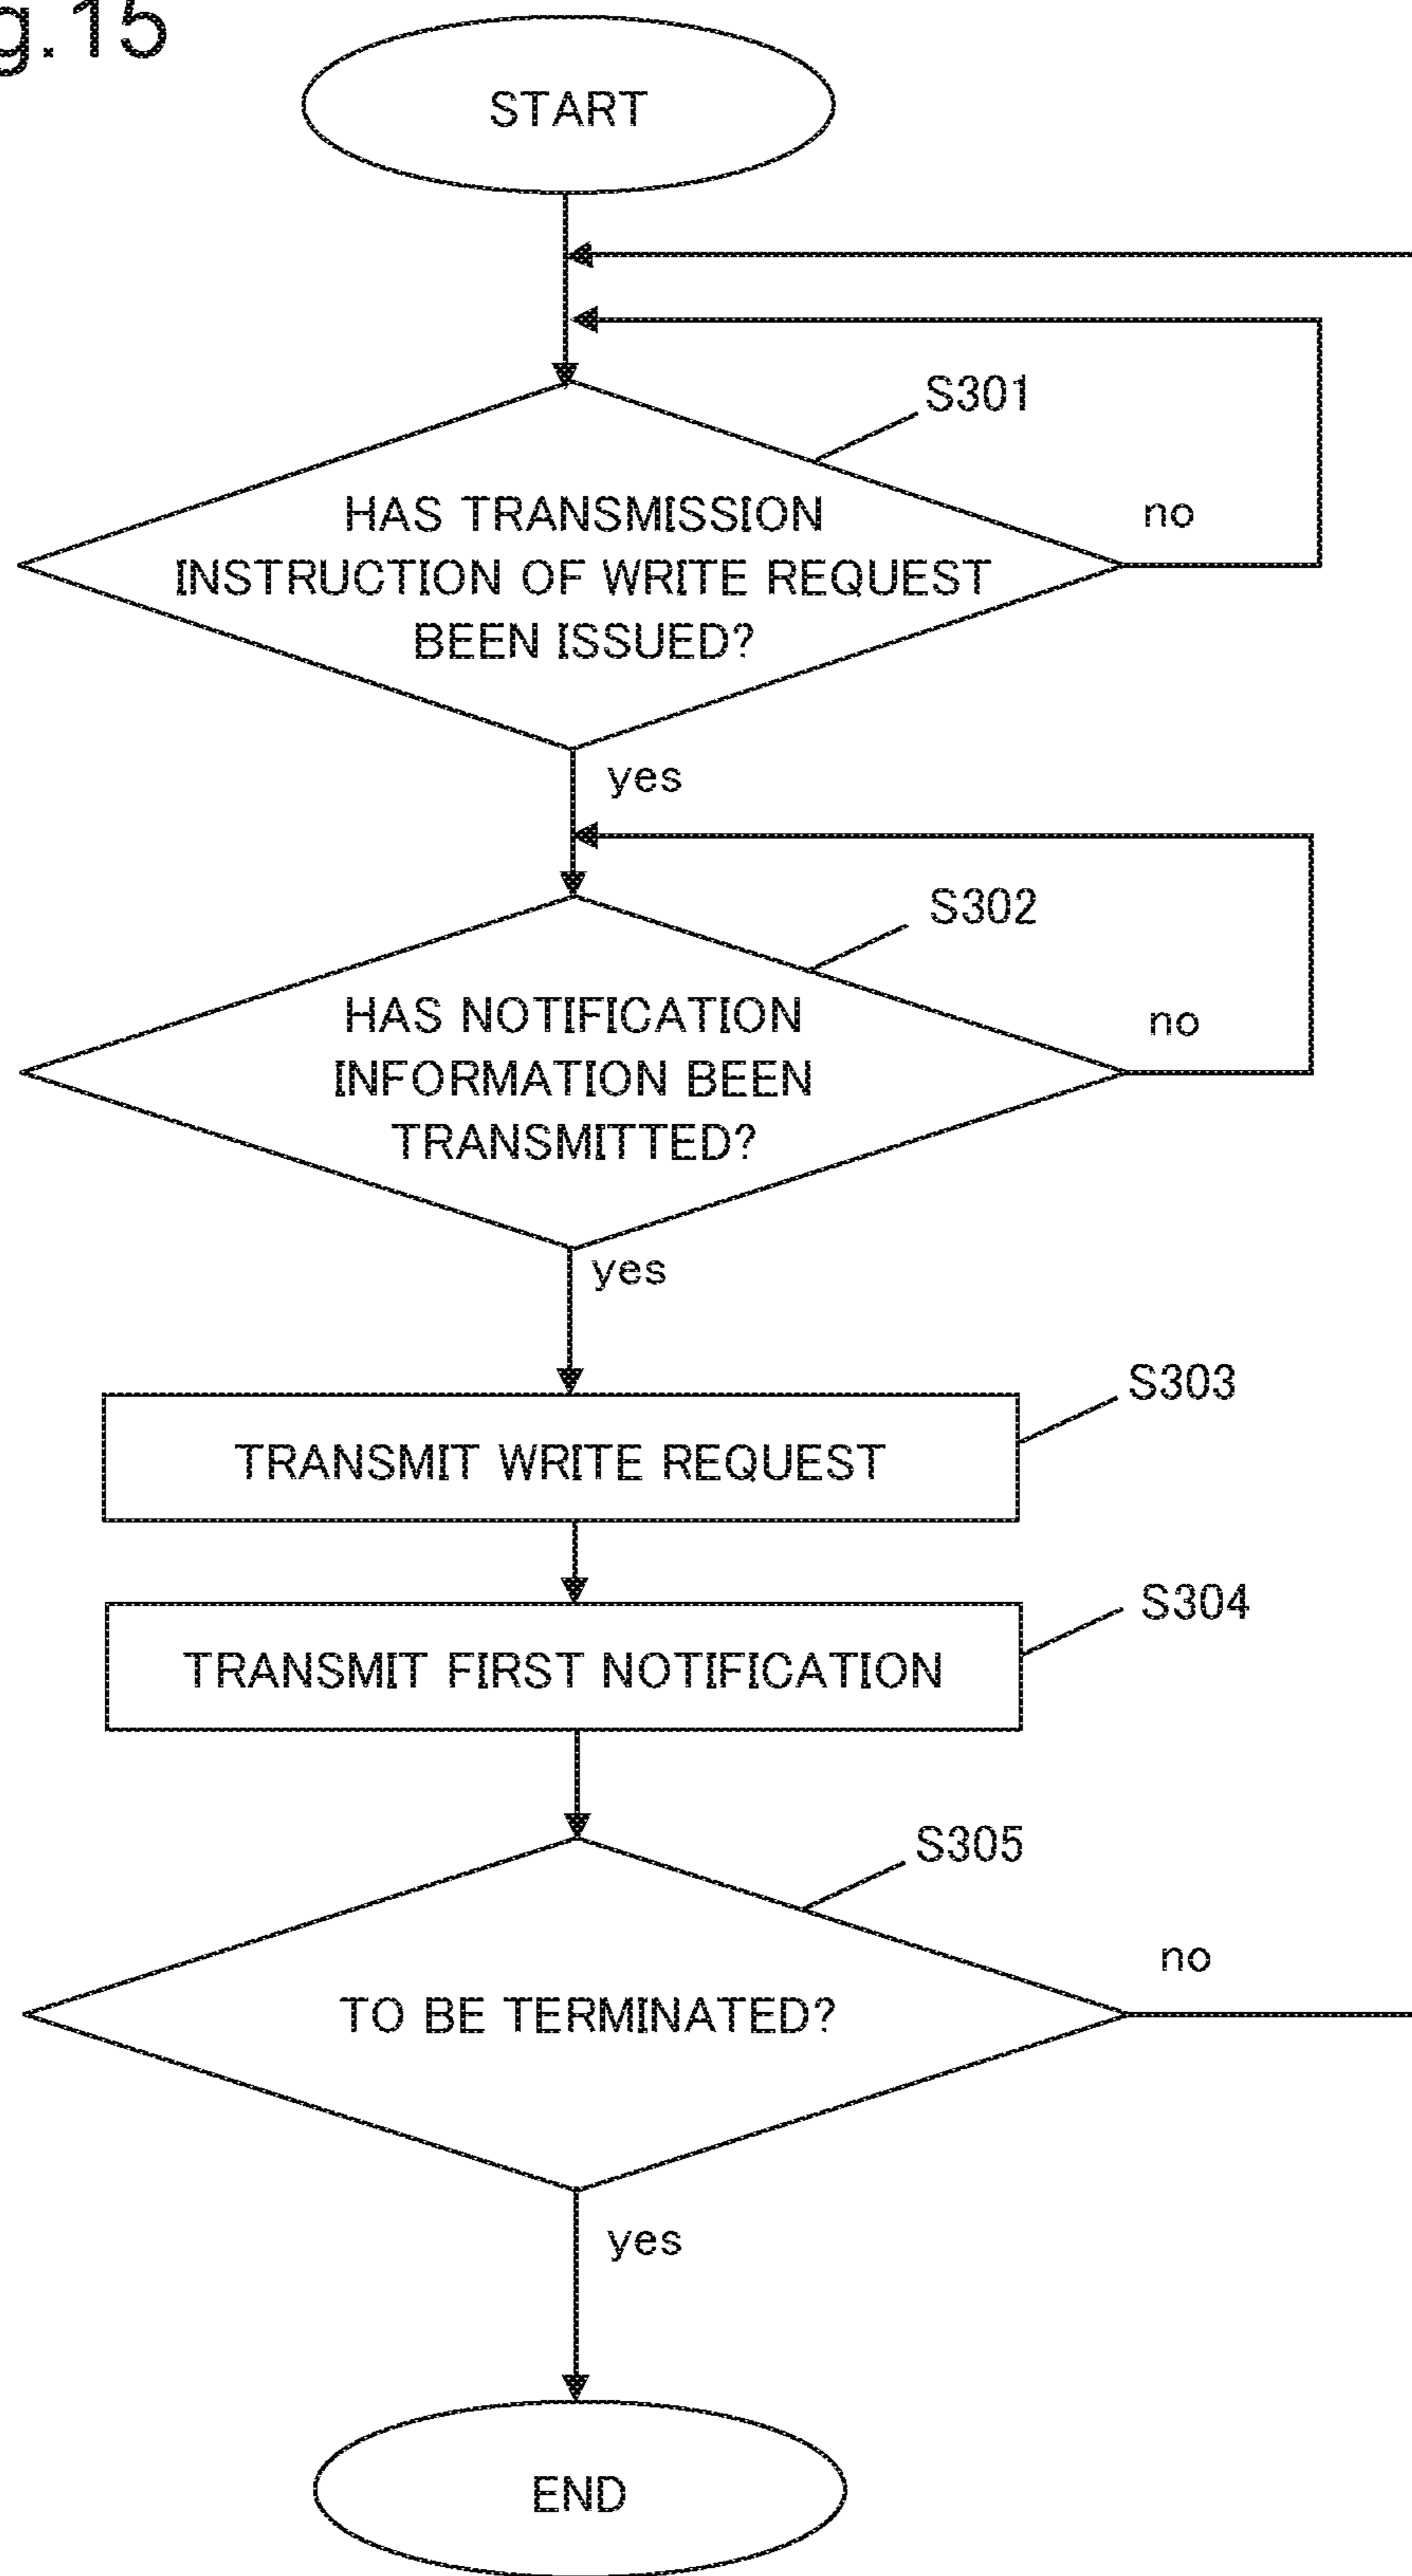 g.15
START
S301
HAS TRANSMISSION
no
INSTRUCTION OF WRITE REQUEST
BEEN ISSUED?
yes
S302
HAS NOTIFICATION
no
INFORMATION BEEN
TRANSMITTED?
yes
S303
TRANSMIT WRITE REQUEST
S304
TRANSMIT FIRST NOTIFICATION
S305
no
TO BE TERMINATED?
yes
END